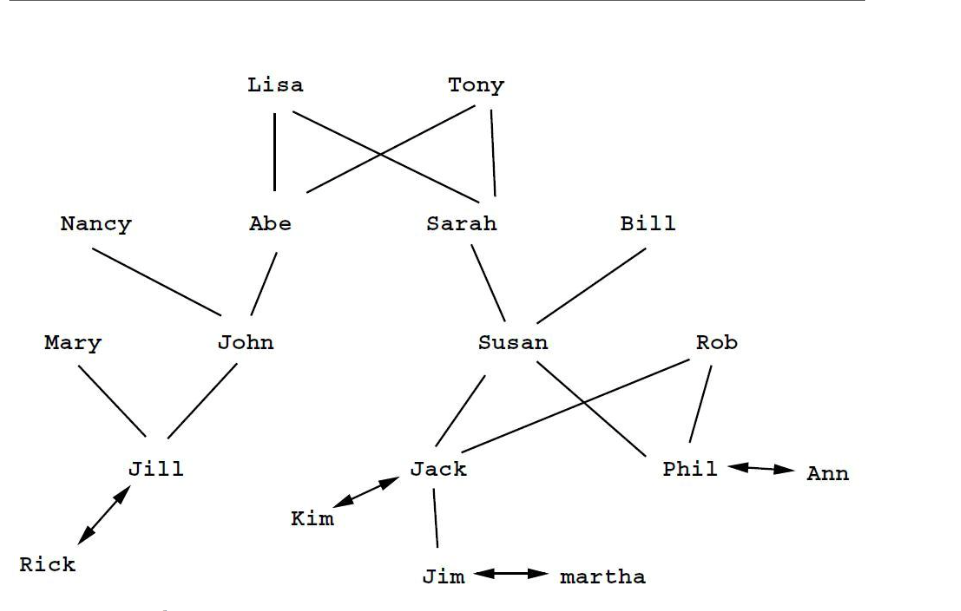 Lisa Tony
Nancy Abe Sarah Bill
Mary John Susan Rob
Jill Jack Phil Ann
Kim
Rick
Jim martha